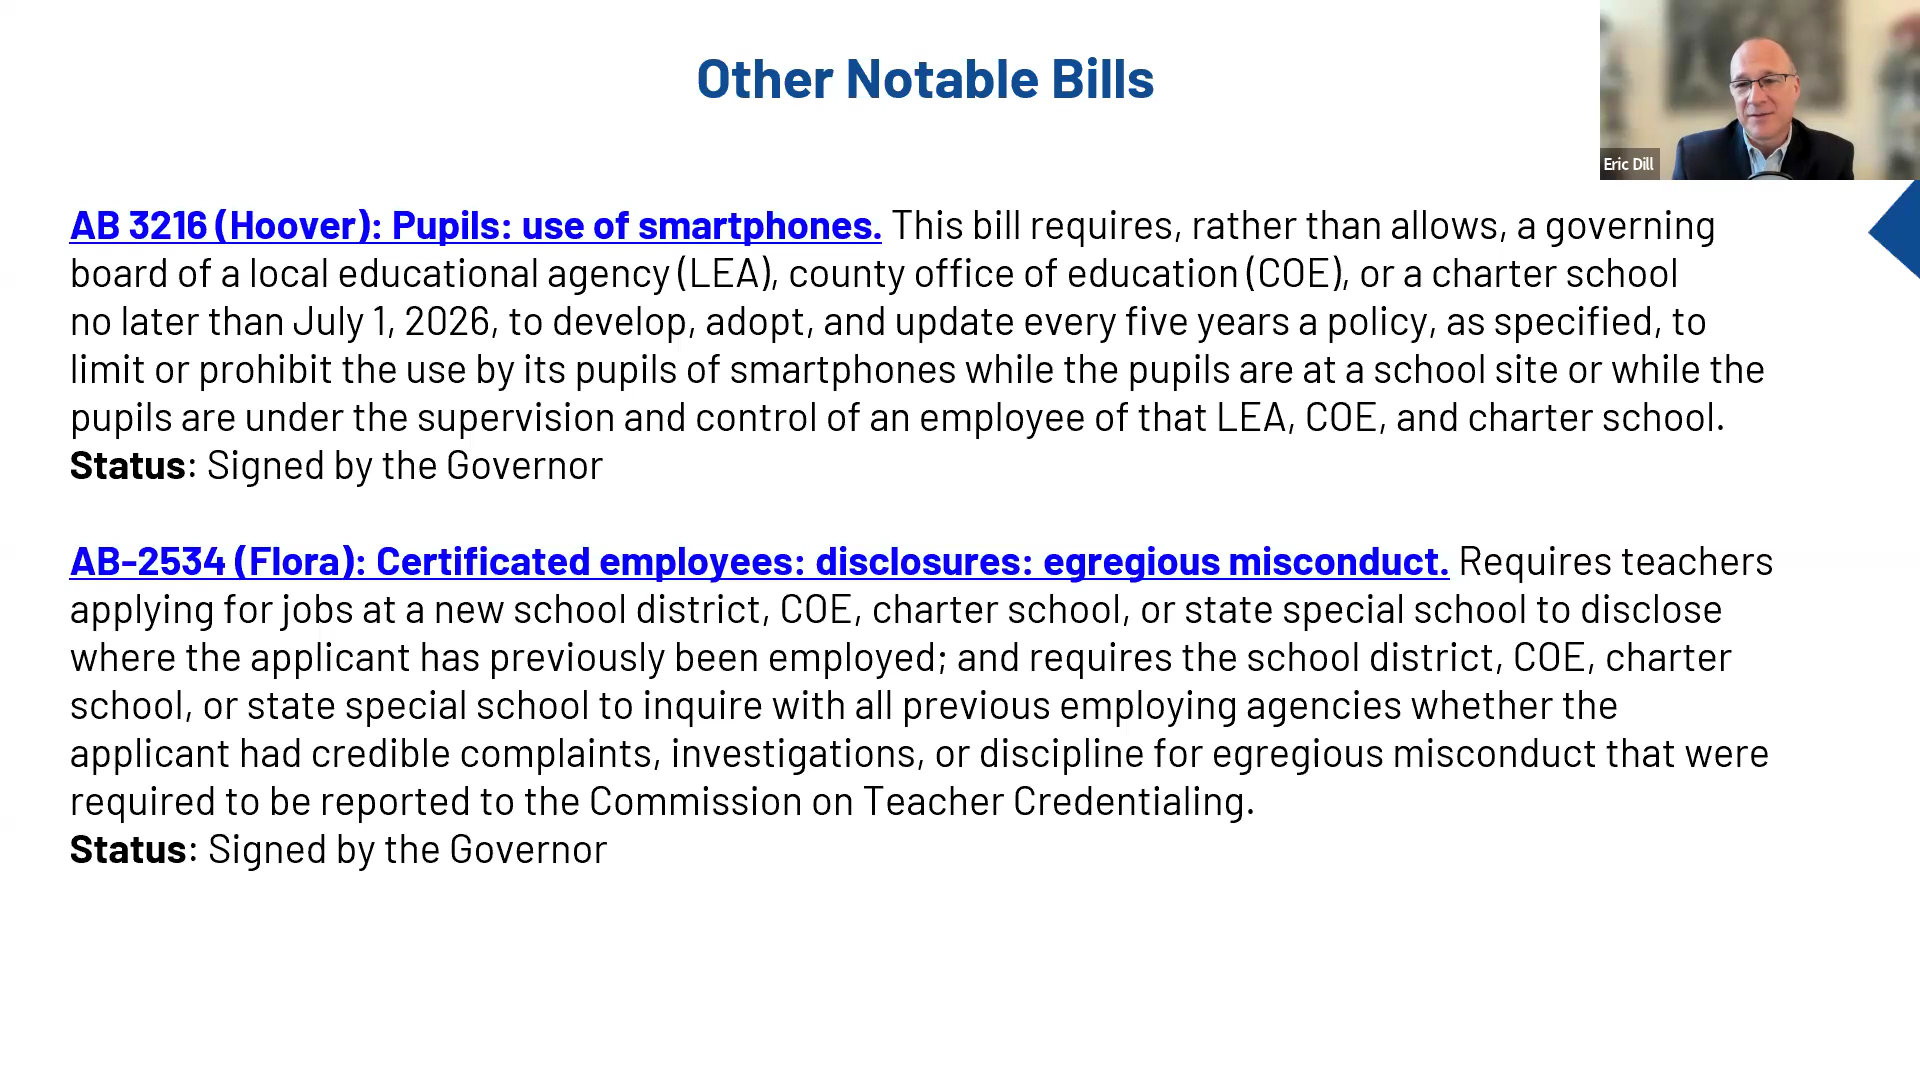 Other Notable Bills
Eric Dill
AB 3216 (Hoover): Pupils: use of smartphones. This bill requires, rather than allows, a governing
board of a local educational agency (LEA), county office of education (COE), or a charter school
no later than July 1, 2026, to develop, adopt, and update every five years a policy, as specified, to
limit or prohibit the use by its pupils of smartphones while the pupils are at a school site or while the
pupils are under the supervision and control of an employee of that LEA, COE, and charter school.
Status: Signed by the Governor
AB-2534 (Flora): Certificated employees: disclosures: egregious misconduct. Requires teachers
applying for jobs at a new school district, COE, charter school, or state special school to disclose
where the applicant has previously been employed; and requires the school district, COE, charter
school, or state special school to inquire with all previous employing agencies whether the
applicant had credible complaints, investigations, or discipline for egregious misconduct that were
required to be reported to the Commission on Teacher Credentialing.
Status: Signed by the Governor